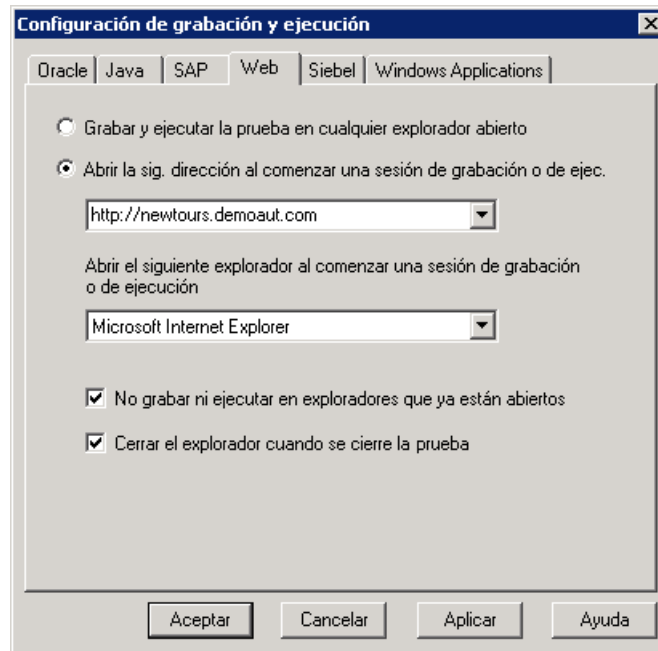 Configuración de grabación y ejecución
Oracle Java SAP Web Siebel Windows Applications
Grabar y ejecutar la prueba en cualquier explorador abierto
Abrir la sig. dirección al comenzar una sesión de grabación o de ejec.
http://newtours.demoaut.com
Abrir el siguiente explorador al comenzar una sesión de grabación
o de ejecución
Microsoft Internet Explorer
No grabar ni ejecutar en exploradores que ya están abiertos
Cerrar el explorador cuando se cierre la prueba
Aceptar Cancelar Aplicar Ayuda